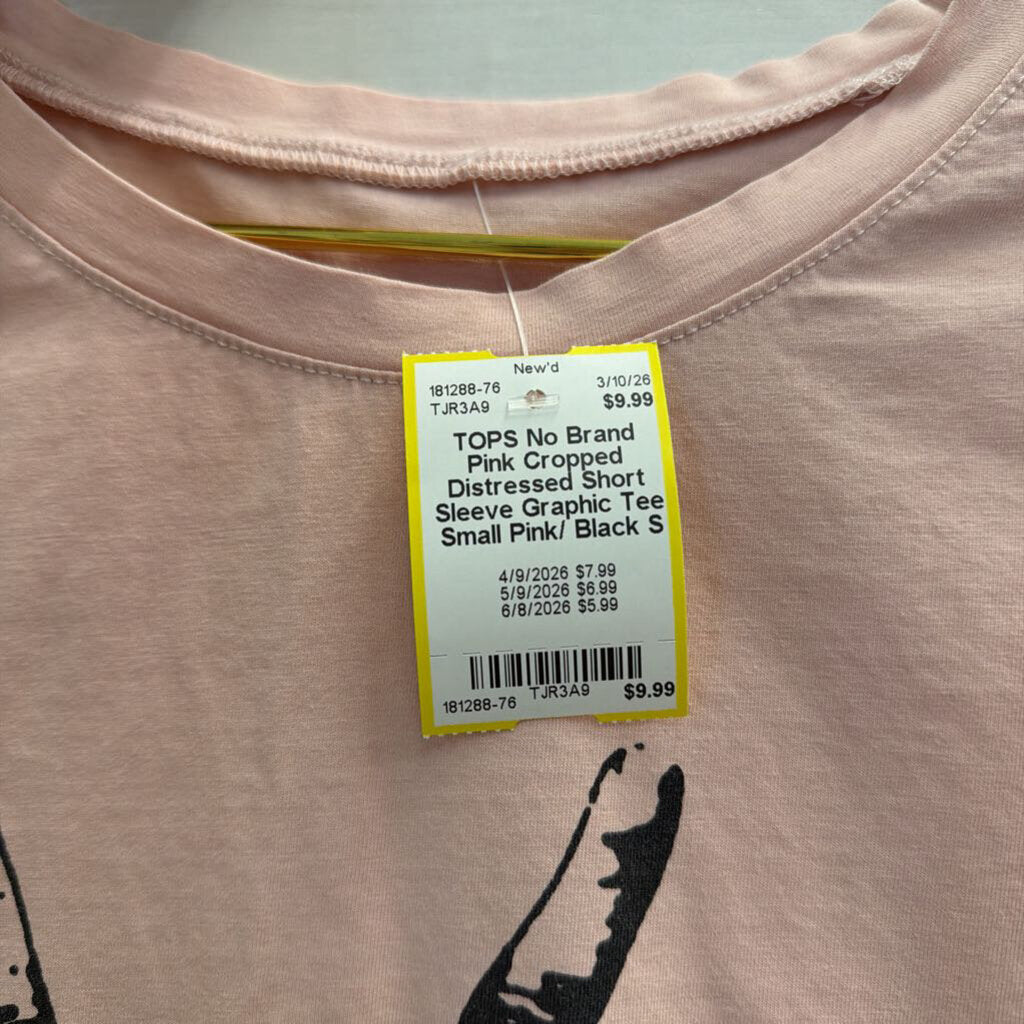 New'd
181288-76 3/10/26
TJR3A9 $9.99
TOPS No Brand
Pink Cropped
Distressed Short
Sleeve Graphic Tee
Small Pink/ Black S
4/9/2026 $7.99
5/9/2026 $6.99
6/8/2026 $5.99
181288-76 TJR3A9 $9.99